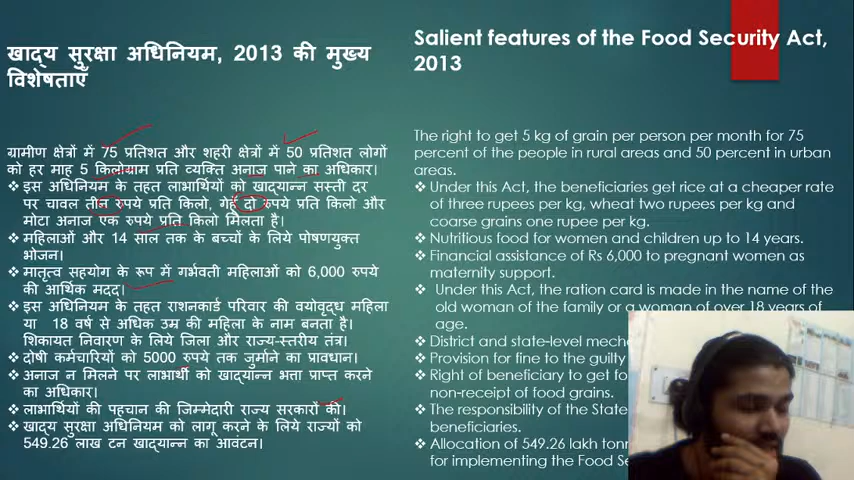 खाद्य सुरक्षा अधिनियम, 2013 की मुख्य
विशेषताएँ
ग्रामीण क्षेत्रों में 75 प्रतिशत और शहरी क्षेत्रों में 50 प्रतिशत लोगों
को हर माह 5 किलोग्राम प्रति व्यक्ति अनाज पाने का अधिकार।
❖ इस अधिनियम के तहत लाभार्थियों को खाद्यान्न सस्ती दर
पर चावल तीन रुपये प्रति किलो, गेहूँ दो रुपये प्रति किलो और
मोटा अनाज एक रुपये प्रति किलो मिलता है।
❖ महिलाओं और 14 साल तक के बच्चों के लिये पोषणयुक्त
भोजन।
❖ मातृत्व सहयोग के रूप में गर्भवती महिलाओं को 6,000 रुपये
की आर्थिक मदद।
❖ इस अधिनियम के तहत राशनकार्ड परिवार की वयोवृद्ध महिला
या 18 वर्ष से अधिक उम्र की महिला के नाम बनता है।
शिकायत निवारण के लिये जिला और राज्य-स्तरीय तंत्र।
❖ दोषी कर्मचारियों को 5000 रुपये तक जुर्माने का प्रावधान।
❖ अनाज न मिलने पर लाभार्थी को खाद्यान्न भत्ता प्राप्त करने
का अधिकार।
❖ लाभार्थियों की पहचान की जिम्मेदारी राज्य सरकारों की।
❖ खाद्य सुरक्षा अधिनियम को लागू करने के लिये राज्यों को
549.26 लाख टन खाद्यान्न का आवंटन।
Salient features of the Food Security Act,
2013
The right to get 5 kg of grain per person per month for 75
percent of the people in rural areas and 50 percent in urban
areas.
❖ Under this Act, the beneficiaries get rice at a cheaper rate
of three rupees per kg, wheat two rupees per kg and
coarse grains one rupee per kg.
❖ Nutritious food for women and children up to 14 years.
❖ Financial assistance of Rs 6,000 to pregnant women as
maternity support.
❖ Under this Act, the ration card is made in the name of the
old woman of the family or a woman of over 18 years of
age.
❖ District and state-level
❖ Provision for fine to the guilty
❖ Right of beneficiary to get
non-receipt of food grains.
❖ The responsibility of the State
beneficiaries.
❖ Allocation of 549.26 lakh
for implementing the Food